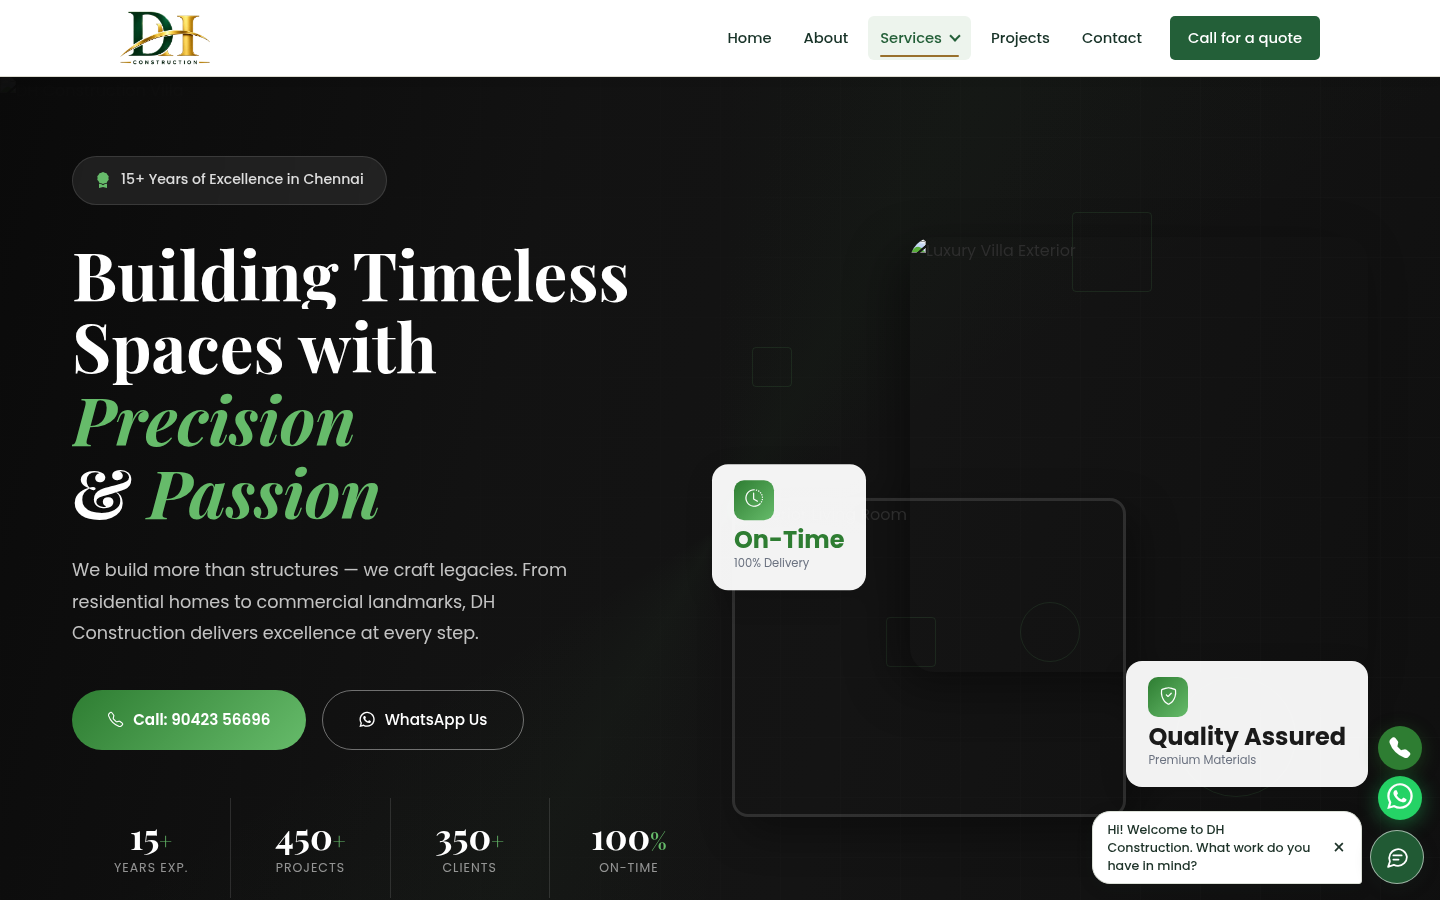 DH
CONSTRUCTION
Home
About
Services
Projects
Contact
Call for a quote
15+ Years of Excellence in Chennai
Building Timeless
Spaces with
Precision
& Passion
We build more than structures — we craft legacies. From
residential homes to commercial landmarks, DH
Construction delivers excellence at every step.
Call: 90423 56696
WhatsApp Us
15+
YEARS EXP.
450+
PROJECTS
350+
CLIENTS
100%
ON-TIME
Luxury Villa Exterior
Room
On-Time
100% Delivery
Quality Assured
Premium Materials
Hi! Welcome to DH
Construction. What work do you
have in mind?